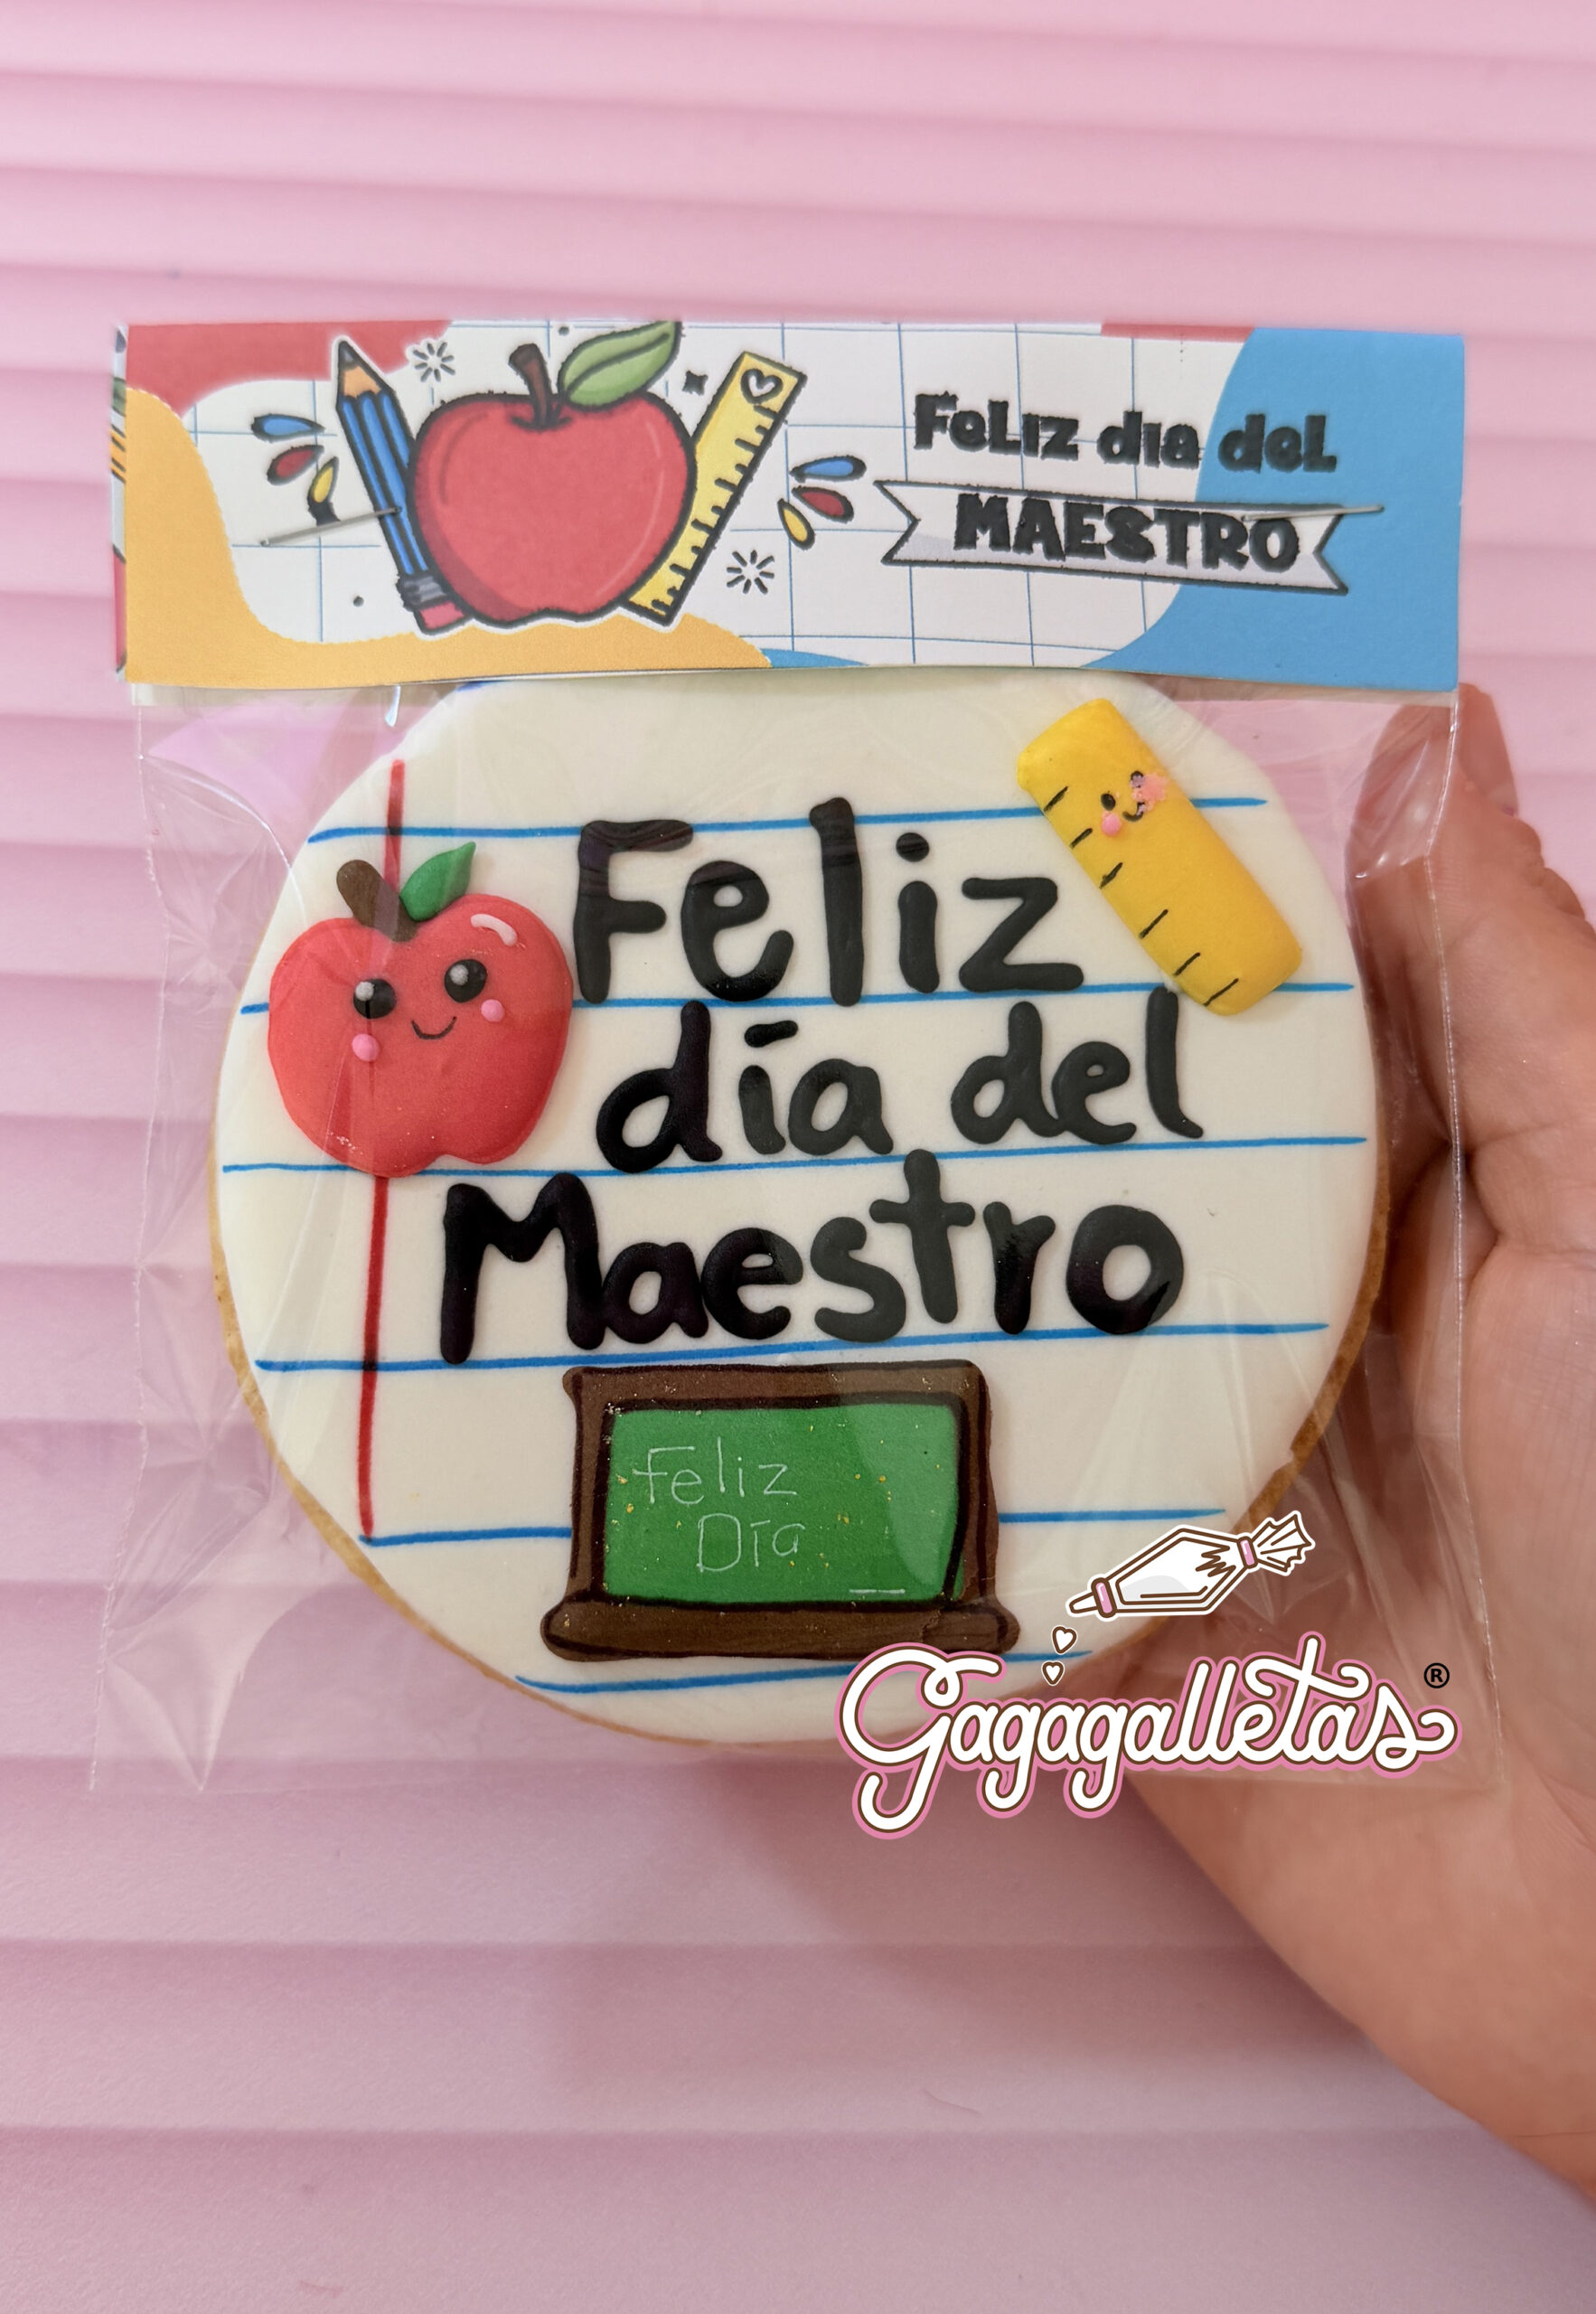 FeLiz dia deL
MAESTRO
Feliz
día del
Maestro
feliz
Día
Gagagalletas®